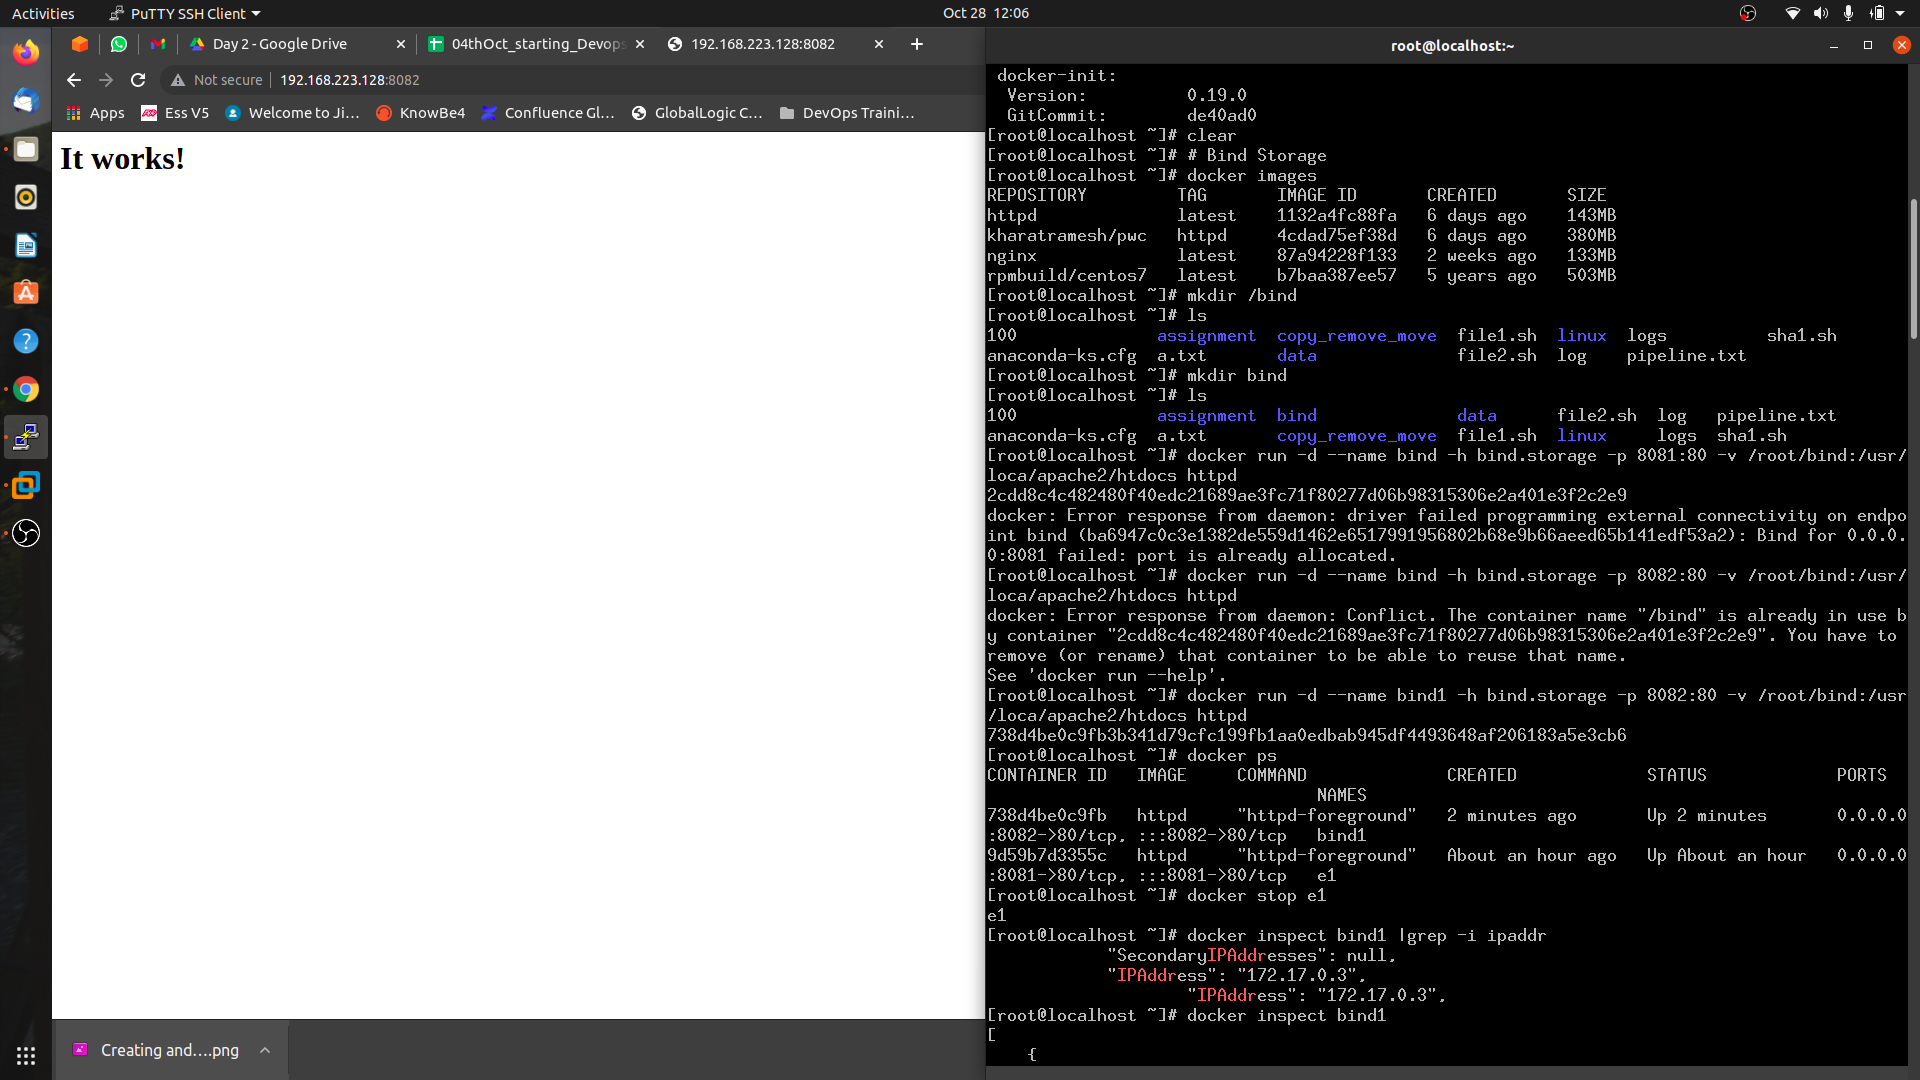 Activities
PuTTY SSH Client
Oct 28 12:06
Day 2 - Google Drive
04thOct_starting_Devops
192.168.223.128:8082
Not secure
192.168.223.128:8082
Apps
Ess V5
Welcome to Ji...
KnowBe4
Confluence Gl...
GlobalLogic C...
DevOps Traini...
It works!
Creating and....png
root@localhost:~
docker-init:
Version: 0.19.0
GitCommit: de40ad0
[root@localhost ~]# clear
[root@localhost ~]# # Bind Storage
[root@localhost ~]# docker images
REPOSITORY TAG IMAGE ID CREATED SIZE
httpd latest 1132a4fc88fa 6 days ago 143MB
kharatramesh/pwc httpd 4cdad75ef38d 6 days ago 380MB
nginx latest 87a94228f133 2 weeks ago 133MB
rpmbuild/centos7 latest b7baa387ee57 5 years ago 503MB
[root@localhost ~]# mkdir /bind
[root@localhost ~]# ls
100 assignment copy_remove_move file1.sh linux logs sha1.sh
anaconda-ks.cfg a.txt data file2.sh log pipeline.txt
[root@localhost ~]# mkdir bind
[root@localhost ~]# ls
100 assignment bind data file2.sh log pipeline.txt
anaconda-ks.cfg a.txt copy_remove_move file1.sh linux logs sha1.sh
[root@localhost ~]# docker run -d --name bind -h bind.storage -p 8081:80 -v /root/bind:/usr/
loca/apache2/htdocs httpd
2cdd8c4c482480f40edc21689ae3fc71f80277d06b98315306e2a401e3f2c2e9
docker: Error response from daemon: driver failed programming external connectivity on endpo
int bind (ba6947c0c3e1382de559d1462e6517991956802b68e9b66aeed65b141edf53a2): Bind for 0.0.0.
0:8081 failed: port is already allocated.
[root@localhost ~]# docker run -d --name bind -h bind.storage -p 8082:80 -v /root/bind:/usr/
loca/apache2/htdocs httpd
docker: Error response from daemon: Conflict. The container name "/bind" is already in use b
y container "2cdd8c4c482480f40edc21689ae3fc71f80277d06b98315306e2a401e3f2c2e9". You have to
remove (or rename) that container to be able to reuse that name.
See 'docker run --help'.
[root@localhost ~]# docker run -d --name bind1 -h bind.storage -p 8082:80 -v /root/bind:/usr
/loca/apache2/htdocs httpd
738d4be0c9fb3b341d79cfc199fb1aa0edbab945df4493648af206183a5e3cb6
[root@localhost ~]# docker ps
CONTAINER ID IMAGE COMMAND CREATED STATUS PORTS
NAMES
738d4be0c9fb httpd "httpd-foreground" 2 minutes ago Up 2 minutes 0.0.0.0
:8082->80/tcp, :::8082->80/tcp bind1
9d59b7d3355c httpd "httpd-foreground" About an hour ago Up About an hour 0.0.0.0
:8081->80/tcp, :::8081->80/tcp e1
[root@localhost ~]# docker stop e1
e1
[root@localhost ~]# docker inspect bind1 |grep -i ipaddr
"SecondaryIPAddresses": null,
"IPAddress": "172.17.0.3",
"IPAddress": "172.17.0.3",
[root@localhost ~]# docker inspect bind1
[
{